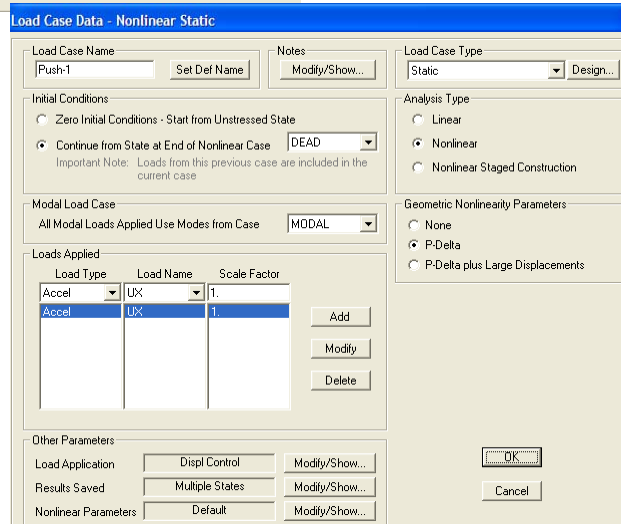 Load Case Data - Nonlinear Static
Load Case Name
Push-1
Set Def Name
Notes
Modify/Show...
Load Case Type
Static
Design...
Initial Conditions
Zero Initial Conditions - Start from Unstressed State
Continue from State at End of Nonlinear Case
DEAD
Important Note: Loads from this previous case are included in the
current case
Analysis Type
Linear
Nonlinear
Nonlinear Staged Construction
Modal Load Case
All Modal Loads Applied Use Modes from Case
MODAL
Geometric Nonlinearity Parameters
None
P-Delta
P-Delta plus Large Displacements
Loads Applied
Load Type Load Name Scale Factor
Accel UX 1.
Accel UX 1.
Add
Modify
Delete
Other Parameters
Load Application Displ Control Modify/Show...
Results Saved Multiple States Modify/Show...
Nonlinear Parameters Default Modify/Show...
OK
Cancel